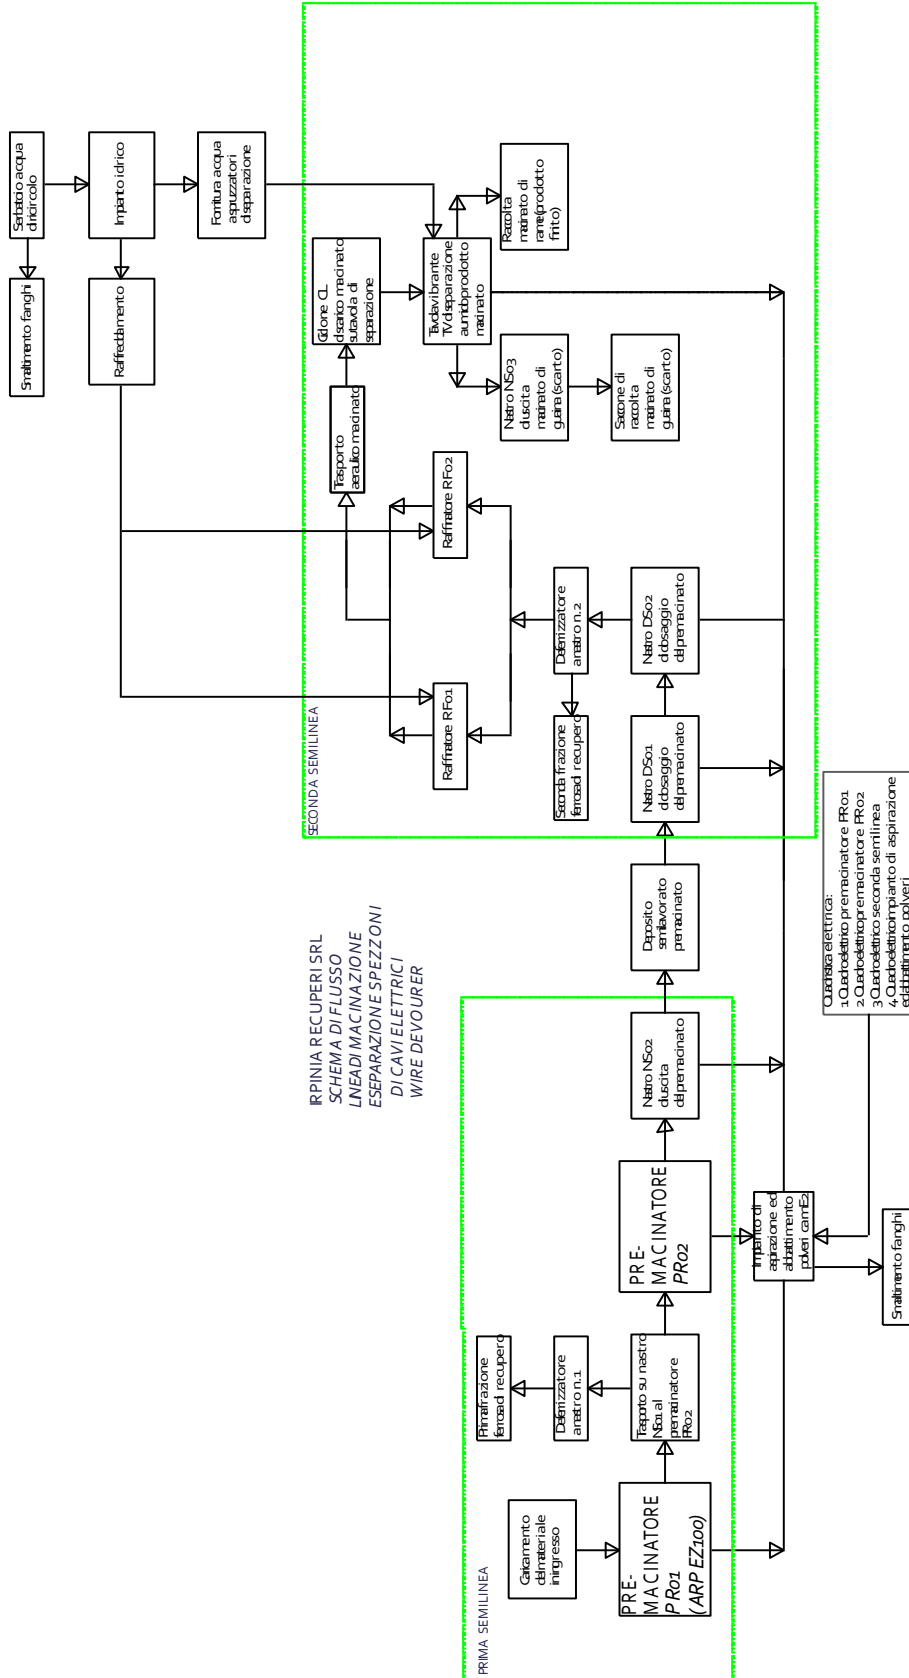 IRPINIA RECUPERI SRL
SCHEMA DI FLUSSO
LINEA DI MACINAZIONE
E SEPARAZIONE SPEZZONI
DI CAVI ELETTRICI
WIRE DEVOURER
PRIMA SEMILINEA
Caricamento
del materiale
in ingresso
PRE-
MACINATORE
PR01
(ARP EZ100)
Prima frazione
ferrosa di recupero
Deferrizzatore
a nastro n.1
Trasporto su nastro
NS01 al
premacinatore
PR02
PRE-
MACINATORE
PR02
Nastro NS02
di uscita
del premacinato
Deposito
semilavorato
premacinato
SECONDA SEMILINEA
Nastro DS01
di dosaggio
del premacinato
Nastro DS02
di dosaggio
del premacinato
Seconda frazione
ferrosa di recupero
Deferrizzatore
a nastro n.2
Raffinatore RF01
Raffinatore RF02
Trasporto
aeraulico macinato
Ciclone CL
di scarico macinato
su tavola di
separazione
Tavola vibrante
TV di separazione
a umido prodotto
macinato
Nastro NS03
di uscita
macinato di
guaina (scarto)
Saccone di
raccolta
macinato di
guaina (scarto)
Raccolta
macinato di
rame (prodotto
finito)
Serbatoio acqua
di ricircolo
Impianto idrico
Fornitura acqua
a spruzzatori
di separazione
Smaltimento fanghi
Raffreddamento
Impianto di
aspirazione ed
abbattimento
polveri camE2
Smaltimento fanghi
Quadristica elettrica:
1. Quadro elettrico premacinatore PR01
2. Quadro elettrico premacinatore PR02
3. Quadro elettrico seconda semilinea
4. Quadro elettrico impianto di aspirazione
ed abbattimento polveri